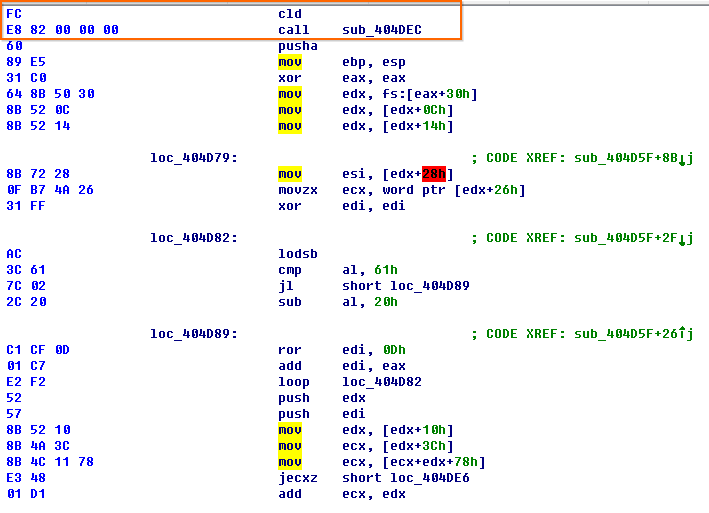 FC cld
E8 82 00 00 00 call sub_404DEC
60 pusha
89 E5 mov ebp, esp
31 C0 xor eax, eax
64 8B 50 30 mov edx, fs:[eax+30h]
8B 52 0C mov edx, [edx+0Ch]
8B 52 14 mov edx, [edx+14h]
loc_404D79: ; CODE XREF: sub_404D5F+8B↓j
8B 72 28 mov esi, [edx+28h]
0F B7 4A 26 movzx ecx, word ptr [edx+26h]
31 FF xor edi, edi
loc_404D82: ; CODE XREF: sub_404D5F+2F↓j
AC lodsb
3C 61 cmp al, 61h
7C 02 jl short loc_404D89
2C 20 sub al, 20h
loc_404D89: ; CODE XREF: sub_404D5F+26↑j
C1 CF 0D ror edi, 0Dh
01 C7 add edi, eax
E2 F2 loop loc_404D82
52 push edx
57 push edi
8B 52 10 mov edx, [edx+10h]
8B 4A 3C mov ecx, [edx+3Ch]
8B 4C 11 78 mov ecx, [ecx+edx+78h]
E3 48 jecxz short loc_404DE6
01 D1 add ecx, edx